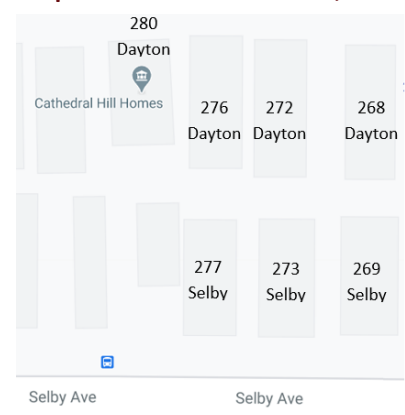 280
Dayton
Cathedral Hill Homes
276
Dayton
272
Dayton
268
Dayton
277
Selby
273
Selby
269
Selby
Selby Ave
Selby Ave